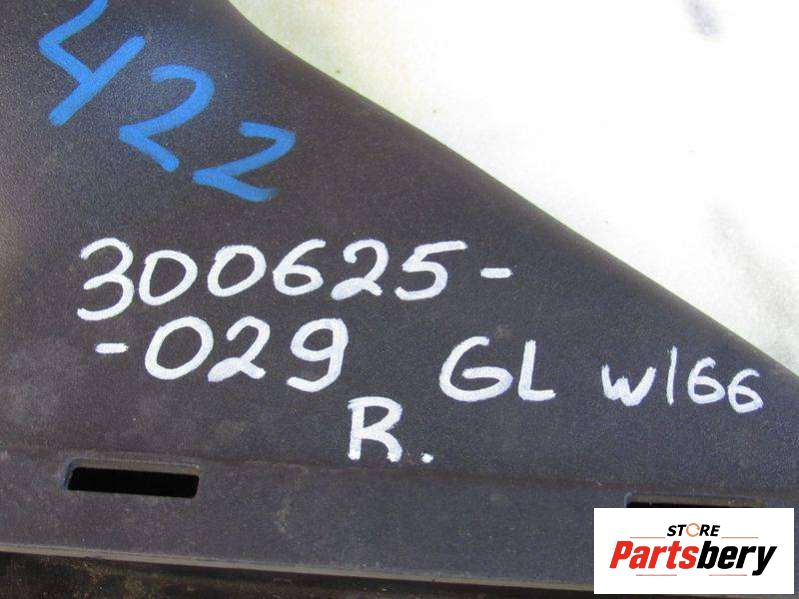 422
300625-
-029 GL W166
R.
STORE
Partsbery